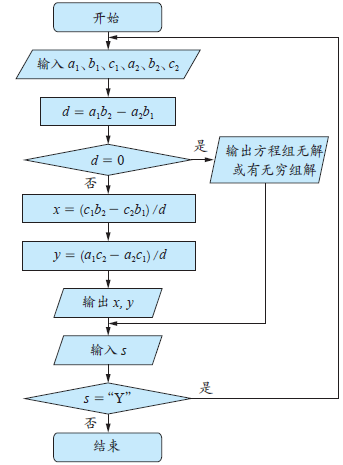 开始
输入 a₁、b₁、c₁、a₂、b₂、c₂
d = a₁b₂ − a₂b₁
d = 0
是
输出方程组无解
或有无穷组解
否
x = (c₁b₂ − c₂b₁) /d
y = (a₁c₂ − a₂c₁) /d
输出 x, y
输入 s
s = “Y”
是
否
结束